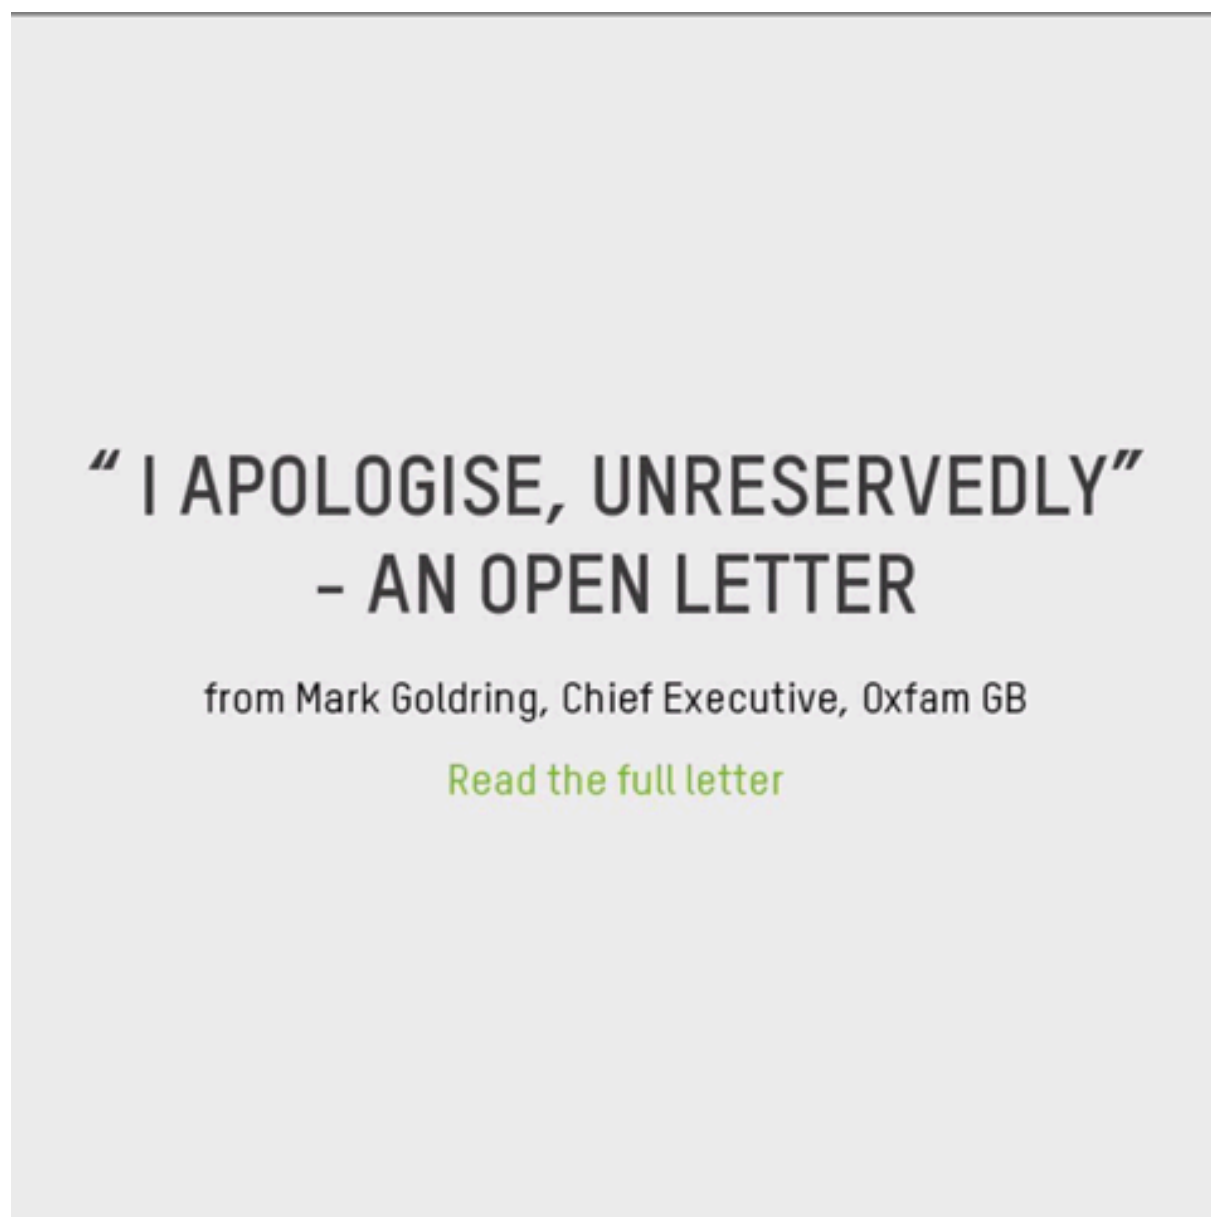 “ I APOLOGISE, UNRESERVEDLY”
- AN OPEN LETTER
from Mark Goldring, Chief Executive, Oxfam GB
Read the full letter